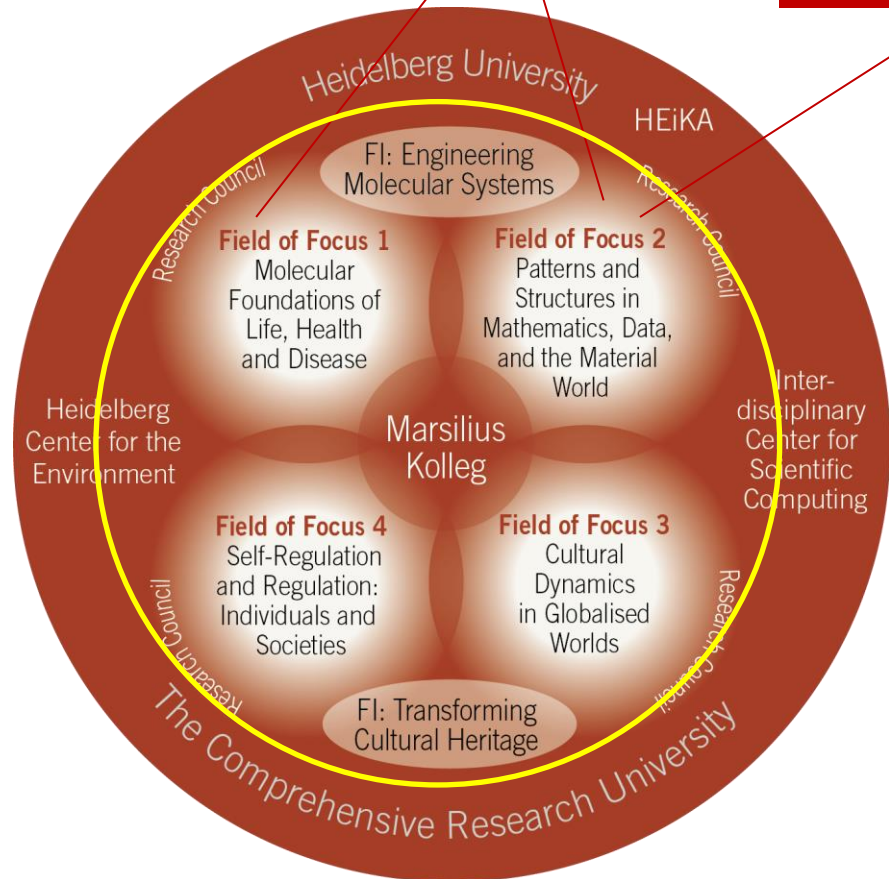 Heidelberg University
HEiKA
FI: Engineering
Molecular Systems
Research Council
Research Council
Field of Focus 1
Molecular
Foundations of
Life, Health
and Disease
Field of Focus 2
Patterns and
Structures in
Mathematics, Data,
and the Material
World
Heidelberg
Center for the
Environment
Marsilius
Kolleg
Inter-
disciplinary
Center for
Scientific
Computing
Field of Focus 4
Self-Regulation
and Regulation:
Individuals and
Societies
Field of Focus 3
Cultural
Dynamics
in Globalised
Worlds
Research Council
Research Council
FI: Transforming
Cultural Heritage
The Comprehensive Research University